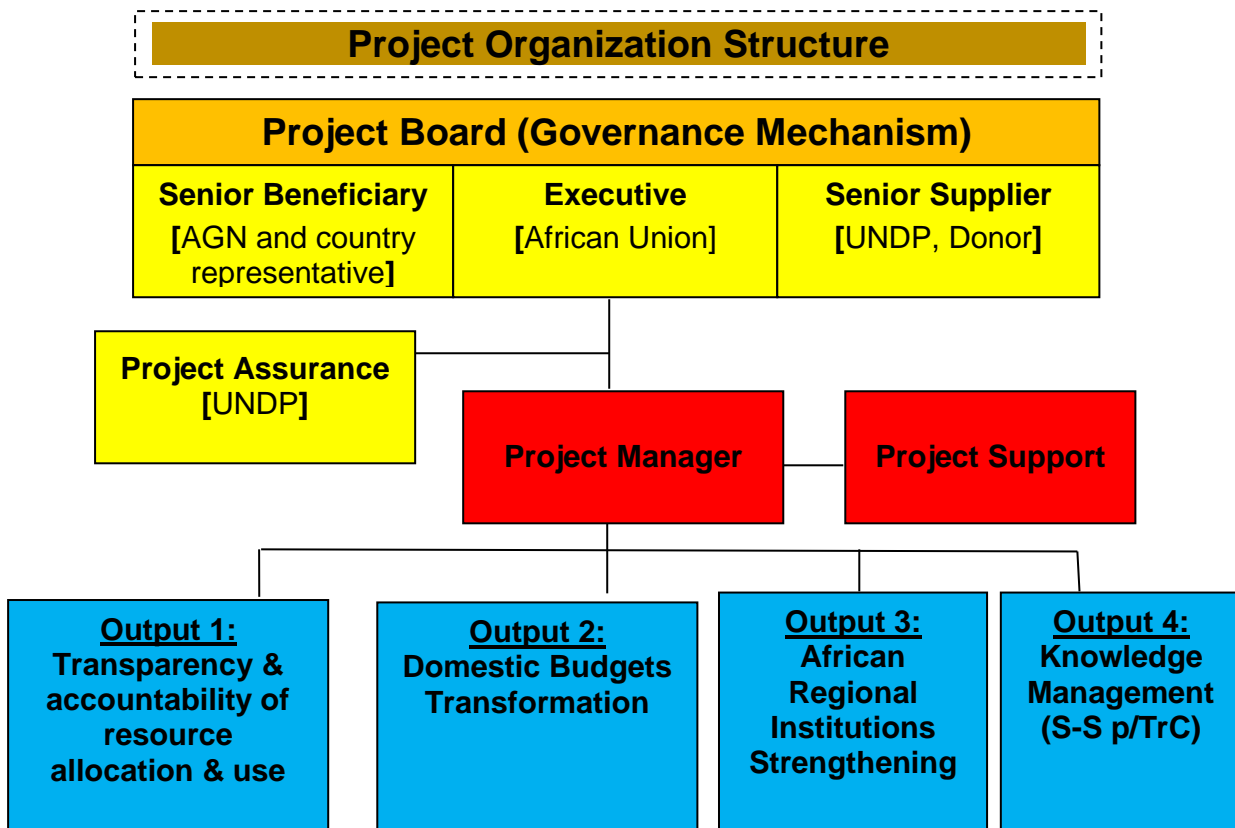 Project Organization Structure
Project Board (Governance Mechanism)
Senior Beneficiary
[AGN and country
representative]
Executive
[African Union]
Senior Supplier
[UNDP, Donor]
Project Assurance
[UNDP]
Project Manager
Project Support
Output 1:
Transparency &
accountability of
resource
allocation & use
Output 2:
Domestic Budgets
Transformation
Output 3:
African
Regional
Institutions
Strengthening
Output 4:
Knowledge
Management
(S-S p/TrC)